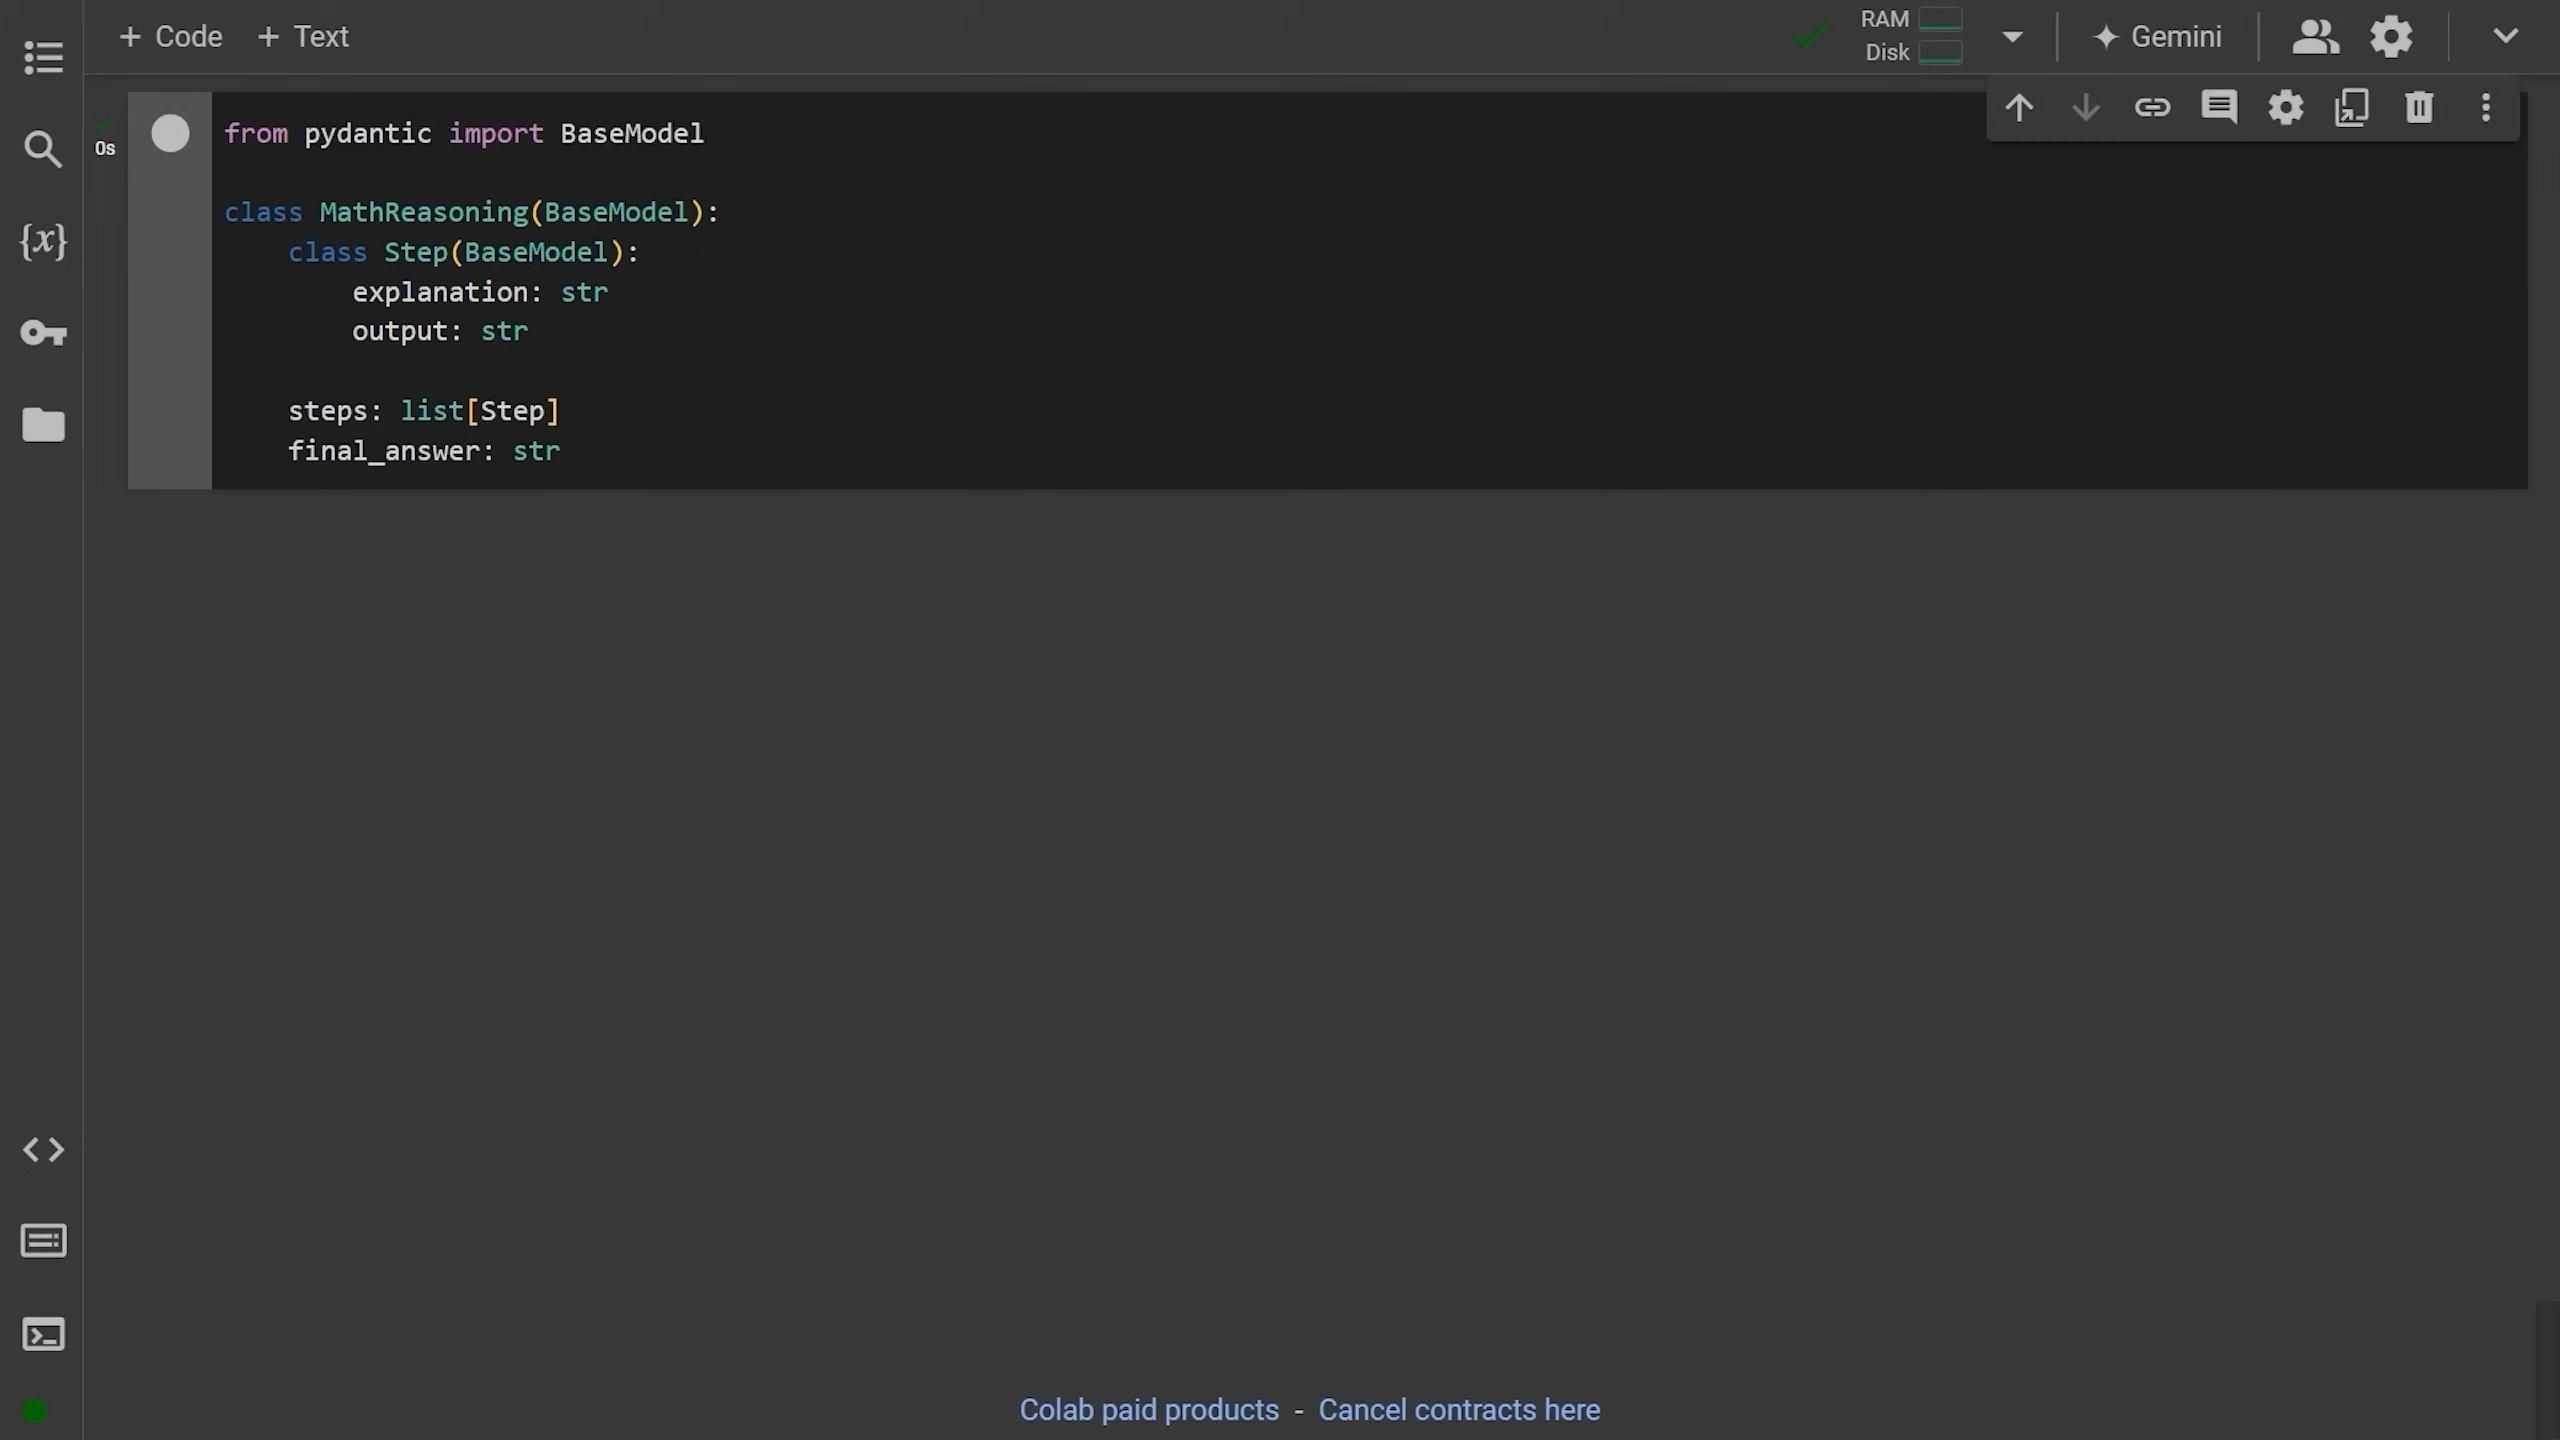 + Code + Text
RAM
Disk
Gemini
{x}
0s
from pydantic import BaseModel
class MathReasoning(BaseModel):
    class Step(BaseModel):
        explanation: str
        output: str
    steps: list[Step]
    final_answer: str
Colab paid products - Cancel contracts here